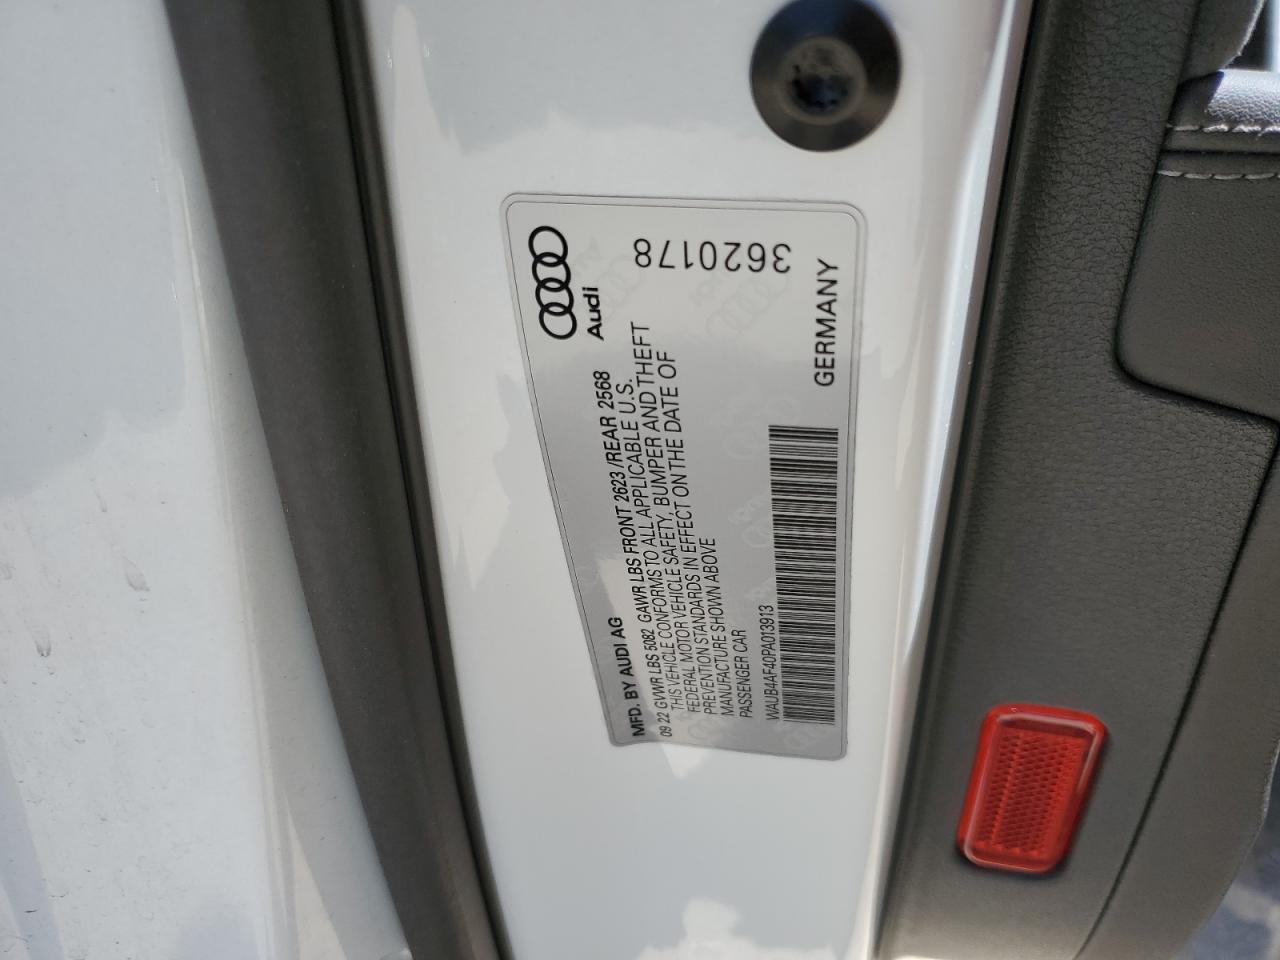 Audi
MFD. BY AUDI AG
09 22 GVWR LBS 5082 GAWR LBS FRONT 2623 /REAR 2568
THIS VEHICLE CONFORMS TO ALL APPLICABLE U.S.
FEDERAL MOTOR VEHICLE SAFETY, BUMPER AND THEFT
PREVENTION STANDARDS IN EFFECT ON THE DATE OF
MANUFACTURE SHOWN ABOVE
PASSENGER CAR
WAUB4AF40PA013913
GERMANY
3620178